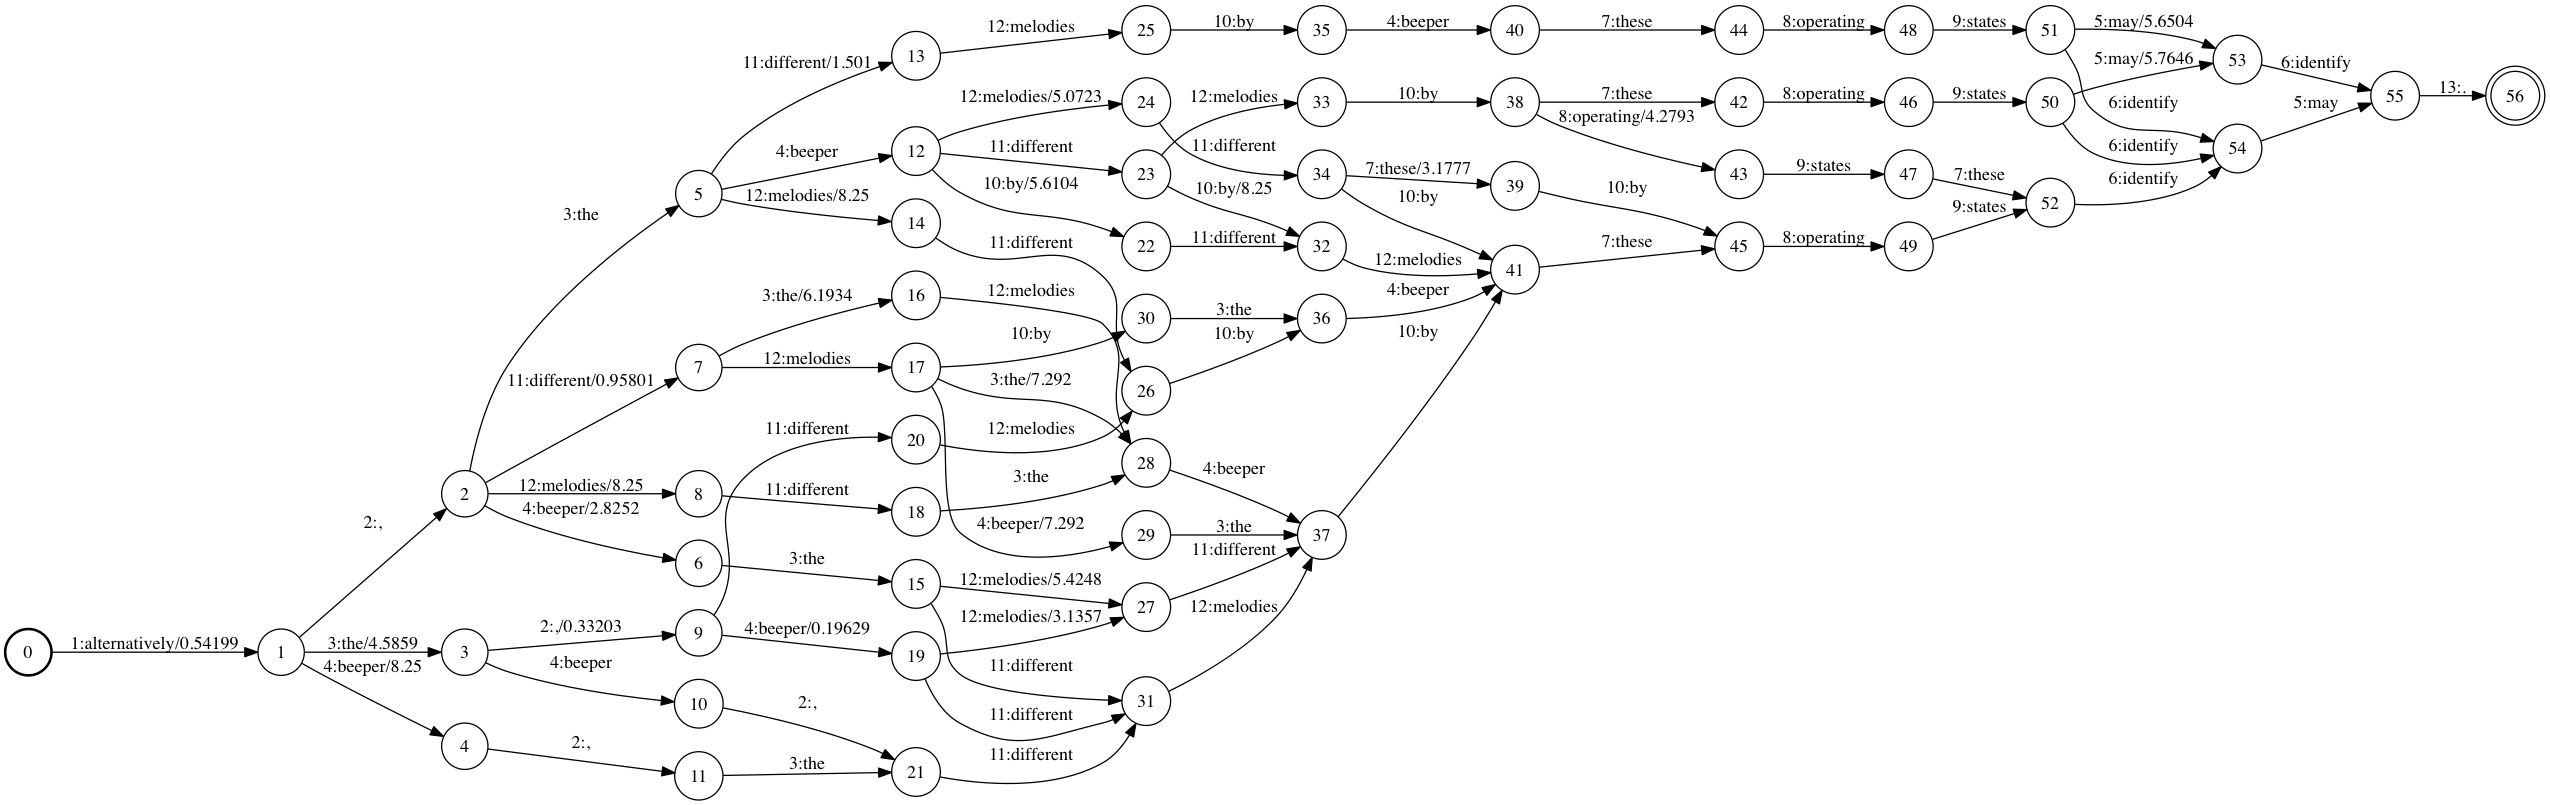 0
1:alternatively/0.54199
1
2:,
3:the/4.5859
4:beeper/8.25
2
3
4
3:the
11:different/0.95801
12:melodies/8.25
4:beeper/2.8252
2:,/0.33203
4:beeper
2:,
5
7
8
6
9
10
11
11:different/1.501
4:beeper
12:melodies/8.25
3:the/6.1934
12:melodies
11:different
11:different
3:the
4:beeper/0.19629
2:,
3:the
13
12
14
16
17
20
18
15
19
21
12:melodies
12:melodies/5.0723
11:different
10:by/5.6104
11:different
12:melodies
10:by
3:the/7.292
12:melodies
3:the
4:beeper/7.292
12:melodies/5.4248
12:melodies/3.1357
11:different
11:different
11:different
25
24
23
22
30
26
28
29
27
31
10:by
12:melodies
11:different
10:by/8.25
11:different
3:the
10:by
4:beeper
3:the
11:different
12:melodies
35
33
34
32
36
37
4:beeper
10:by
7:these/3.1777
10:by
12:melodies
4:beeper
10:by
40
38
39
41
7:these
7:these
8:operating/4.2793
10:by
7:these
44
42
43
45
8:operating
8:operating
9:states
8:operating
48
46
47
49
9:states
9:states
7:these
9:states
51
50
52
5:may/5.6504
5:may/5.7646
6:identify
6:identify
6:identify
53
54
6:identify
5:may
55
13:.
56